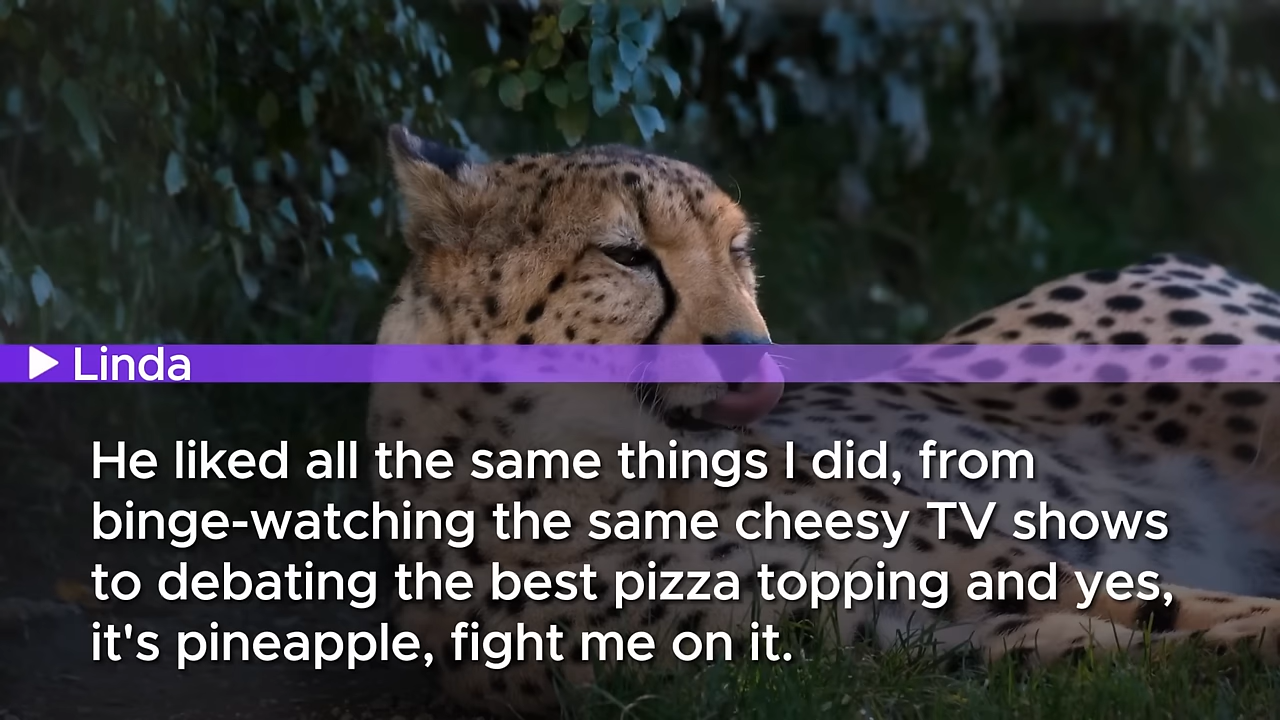 Linda
He liked all the same things I did, from
binge-watching the same cheesy TV shows
to debating the best pizza topping and yes,
it's pineapple, fight me on it.